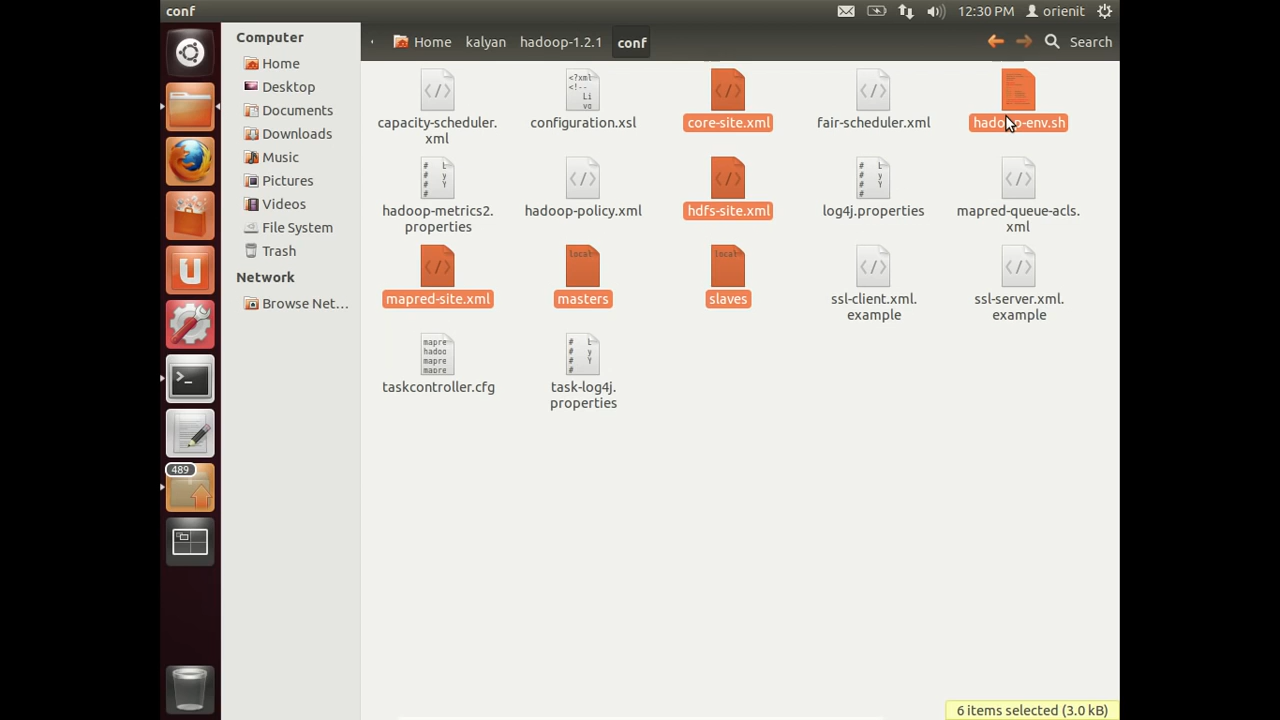 conf
12:30 PM
orienit
Computer
Home
Desktop
Documents
Downloads
Music
Pictures
Videos
File System
Trash
Network
Browse Net…
489
Home
kalyan
hadoop-1.2.1
conf
Search
capacity-scheduler.
xml
configuration.xsl
core-site.xml
fair-scheduler.xml
hadoop-env.sh
hadoop-metrics2.
properties
hadoop-policy.xml
hdfs-site.xml
log4j.properties
mapred-queue-acls.
xml
mapred-site.xml
masters
slaves
ssl-client.xml.
example
ssl-server.xml.
example
taskcontroller.cfg
task-log4j.
properties
6 items selected (3.0 kB)